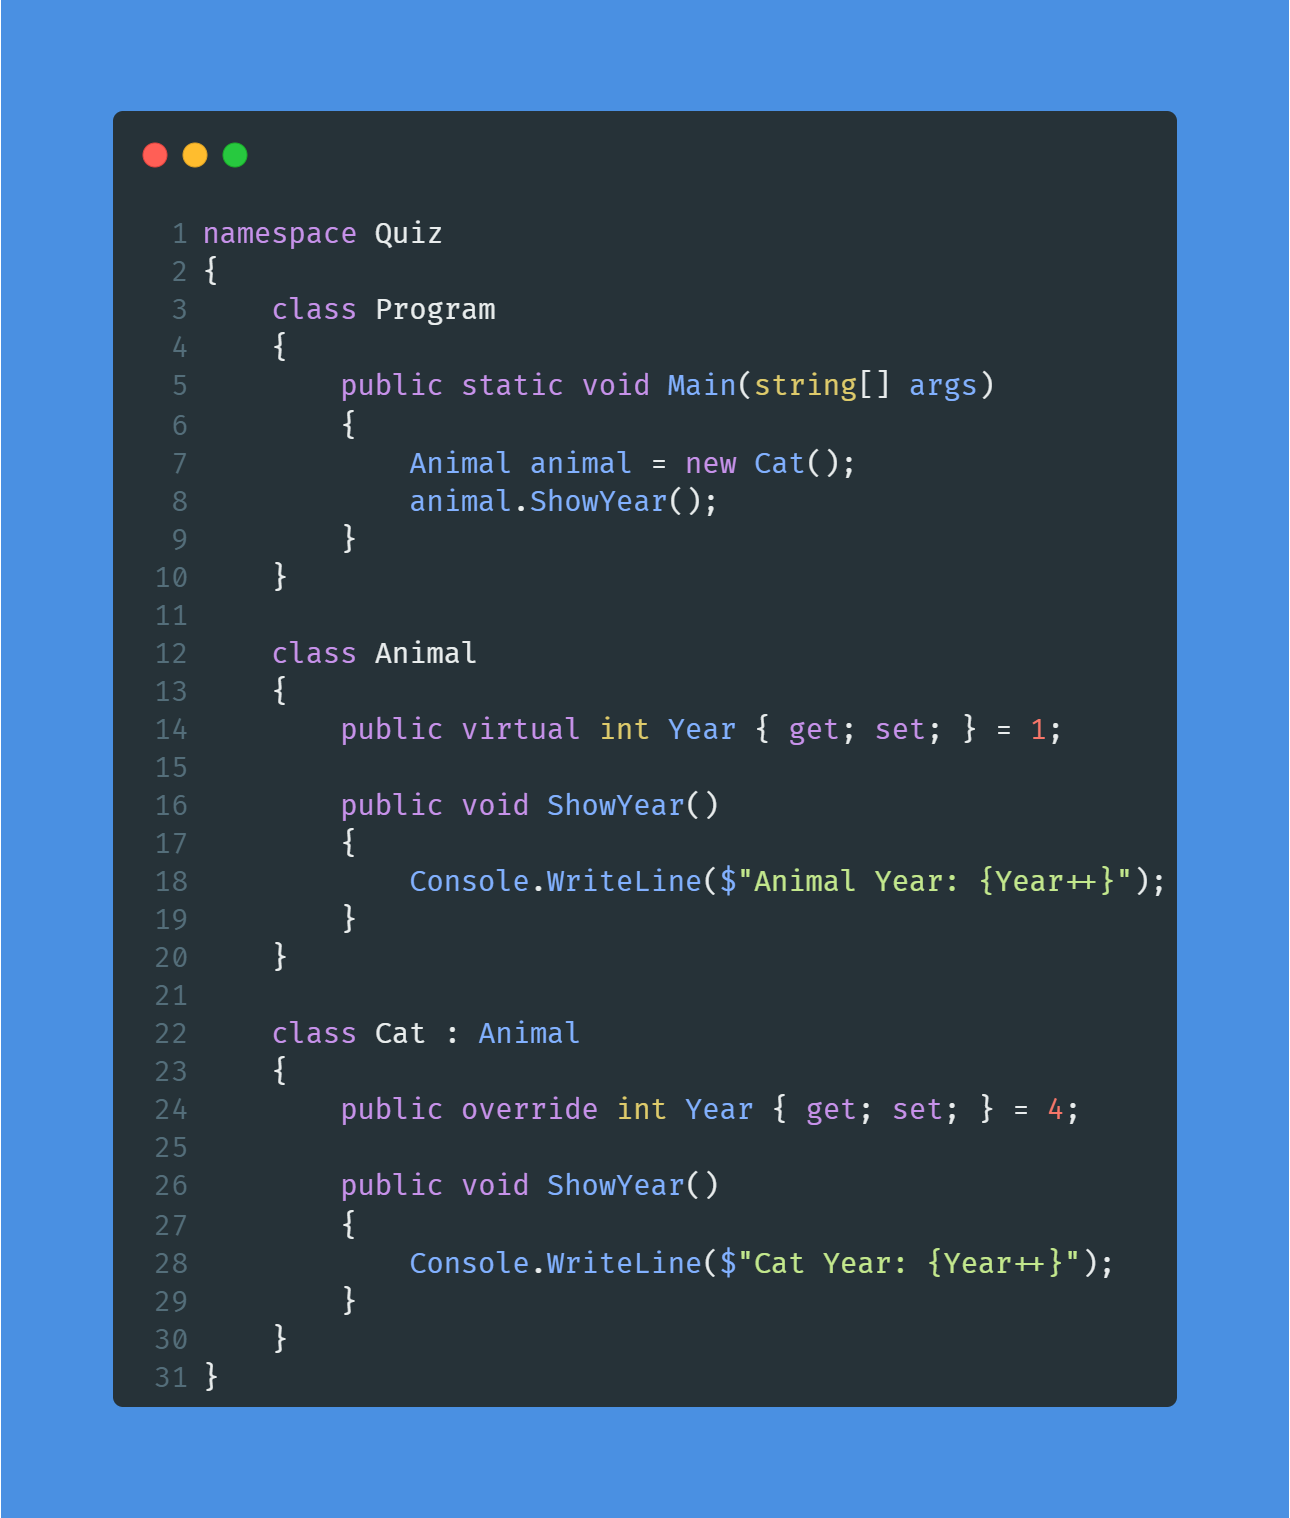 1 namespace Quiz
2 {
3     class Program
4     {
5         public static void Main(string[] args)
6         {
7             Animal animal = new Cat();
8             animal.ShowYear();
9         }
10     }
11
12     class Animal
13     {
14         public virtual int Year { get; set; } = 1;
15
16         public void ShowYear()
17         {
18             Console.WriteLine($"Animal Year: {Year++}");
19         }
20     }
21
22     class Cat : Animal
23     {
24         public override int Year { get; set; } = 4;
25
26         public void ShowYear()
27         {
28             Console.WriteLine($"Cat Year: {Year++}");
29         }
30     }
31 }